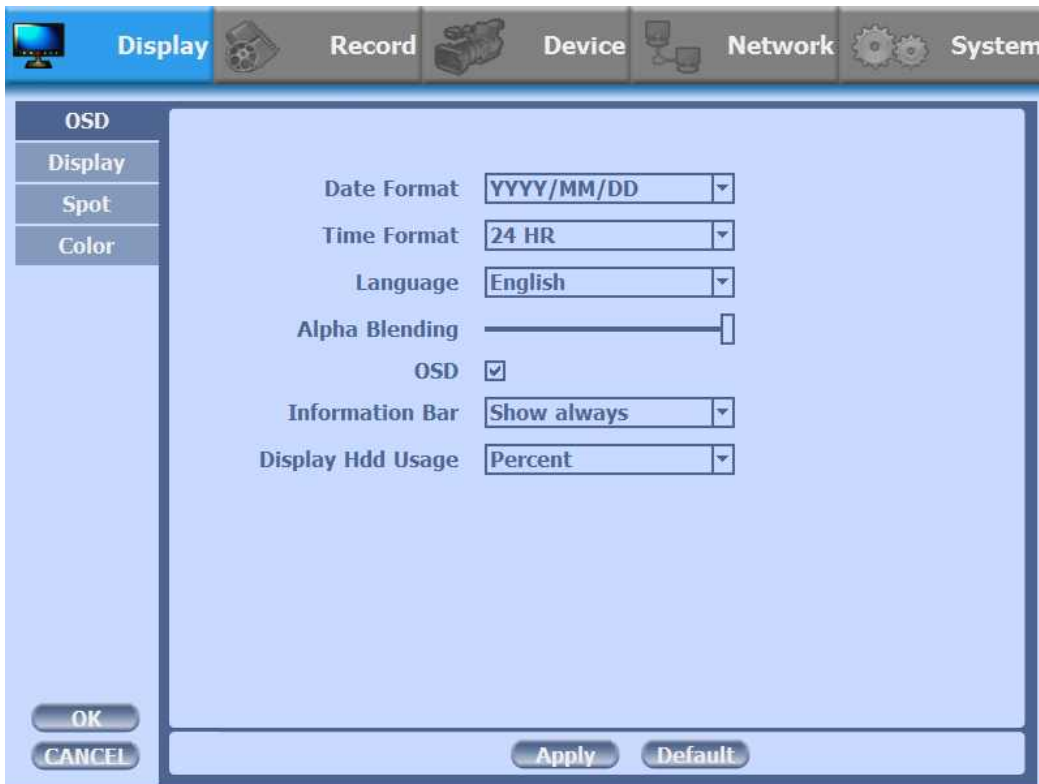 Display Record Device Network System
OSD
Display
Spot
Color
Date Format YYYY/MM/DD
Time Format 24 HR
Language English
Alpha Blending
OSD
Information Bar Show always
Display Hdd Usage Percent
OK
CANCEL
Apply Default